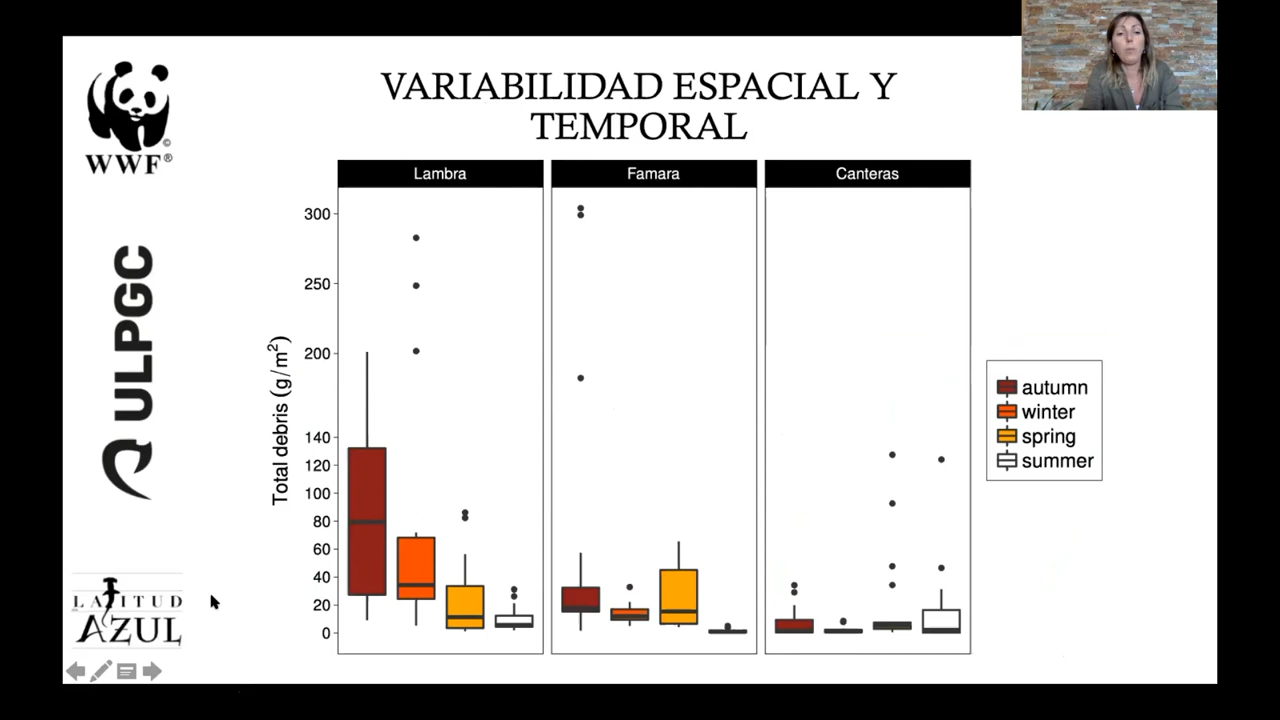 WWF®
©
VARIABILIDAD ESPACIAL Y
TEMPORAL
ULPGC
LATITUD
AZUL
Lambra
Famara
Canteras
Total debris (g/m²)
300
250
200
140
120
100
80
60
40
20
0
autumn
winter
spring
summer